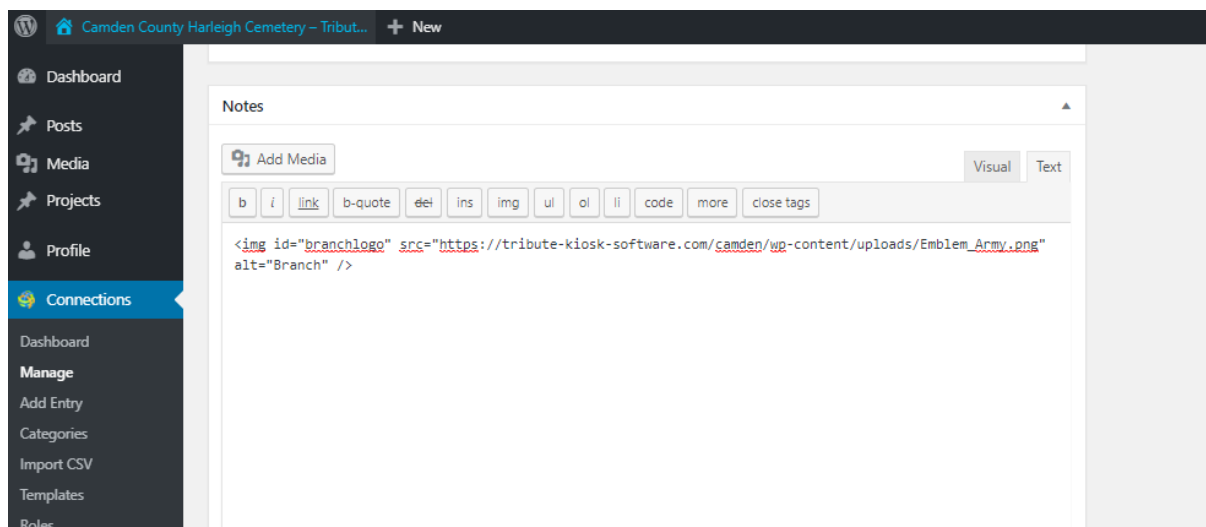 Camden County Harleigh Cemetery – Tribut... New
Dashboard
Posts
Media
Projects
Profile
Connections
Dashboard
Manage
Add Entry
Categories
Import CSV
Templates
Roles
Notes
Add Media
Visual Text
b i link b-quote del ins img ul ol li code more close tags
<img id="branchlogo" src="https://tribute-kiosk-software.com/camden/wp-content/uploads/Emblem_Army.png"
alt="Branch" />